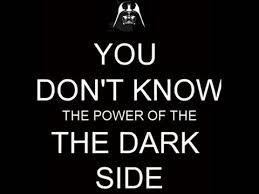 YOU
DON'T KNOW
THE POWER OF THE
THE DARK
SIDE